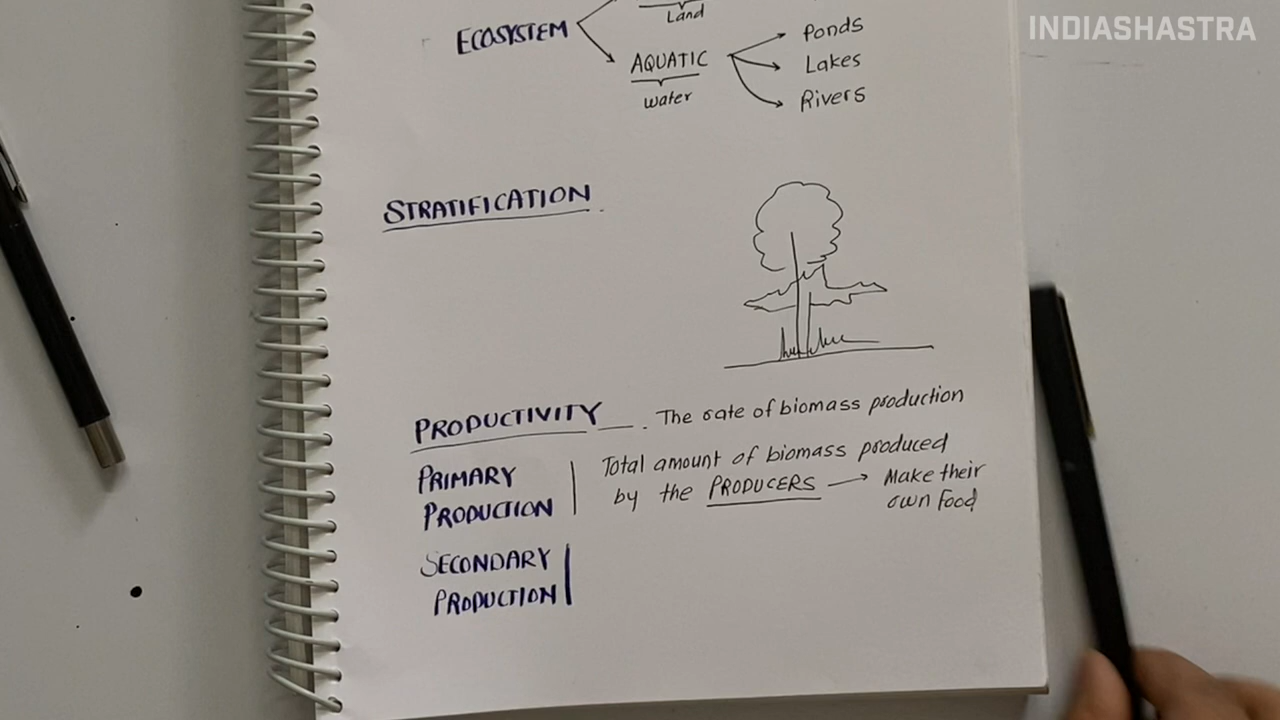 INDIASHASTRA
Land
ECOSYSTEM
AQUATIC
water
Ponds
Lakes
Rivers
STRATIFICATION.
PRODUCTIVITY . The rate of biomass production
PRIMARY
PRODUCTION
Total amount of biomass produced
by the PRODUCERS → Make their
own Food
SECONDARY
PRODUCTION